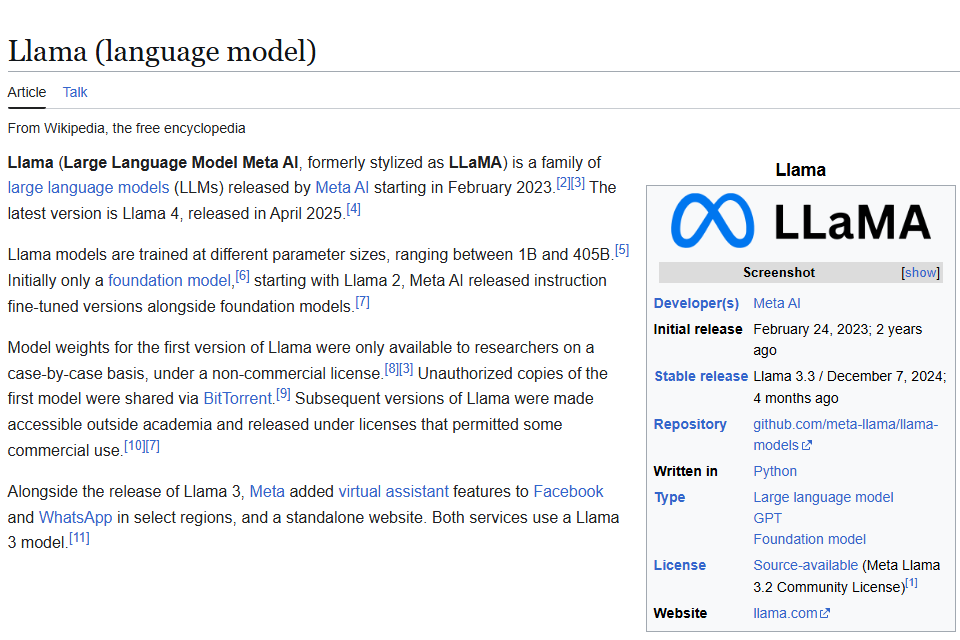 Llama (language model)
Article Talk
From Wikipedia, the free encyclopedia
Llama (Large Language Model Meta AI, formerly stylized as LLaMA) is a family of
large language models (LLMs) released by Meta AI starting in February 2023.[2][3] The
latest version is Llama 4, released in April 2025.[4]
Llama models are trained at different parameter sizes, ranging between 1B and 405B.[5]
Initially only a foundation model,[6] starting with Llama 2, Meta AI released instruction
fine-tuned versions alongside foundation models.[7]
Model weights for the first version of Llama were only available to researchers on a
case-by-case basis, under a non-commercial license.[8][3] Unauthorized copies of the
first model were shared via BitTorrent.[9] Subsequent versions of Llama were made
accessible outside academia and released under licenses that permitted some
commercial use.[10][7]
Alongside the release of Llama 3, Meta added virtual assistant features to Facebook
and WhatsApp in select regions, and a standalone website. Both services use a Llama
3 model.[11]
Llama
LLaMA
Screenshot [show]
Developer(s) Meta AI
Initial release February 24, 2023; 2 years
ago
Stable release Llama 3.3 / December 7, 2024;
4 months ago
Repository github.com/meta-llama/llama-
models
Written in Python
Type Large language model
GPT
Foundation model
License Source-available (Meta Llama
3.2 Community License)[1]
Website llama.com